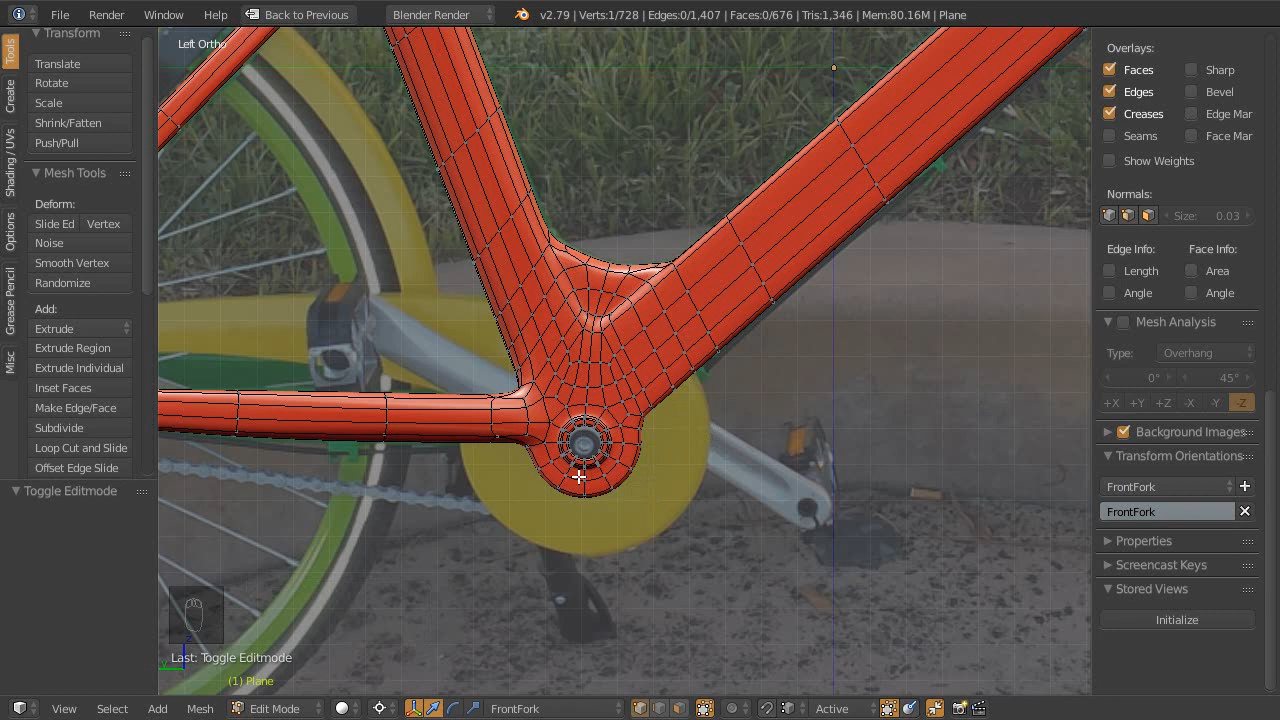 File Render Window Help Back to Previous Blender Render v2.79 | Verts:1/728 | Edges:0/1,407 | Faces:0/676 | Tris:1,346 | Mem:80.16M | Plane
Tools
Create
Shading / UVs
Options
Grease Pencil
Misc
Transform
Translate
Rotate
Scale
Shrink/Fatten
Push/Pull
Mesh Tools
Deform:
Slide Ed Vertex
Noise
Smooth Vertex
Randomize
Add:
Extrude
Extrude Region
Extrude Individual
Inset Faces
Make Edge/Face
Subdivide
Loop Cut and Slide
Offset Edge Slide
Toggle Editmode
Left Ortho
Last: Toggle Editmode
(1) Plane
Overlays:
Faces Sharp
Edges Bevel
Creases Edge Mar
Seams Face Mar
Show Weights
Normals:
Size: 0.03
Edge Info: Face Info:
Length Area
Angle Angle
Mesh Analysis
Type: Overhang
0° 45°
+X +Y +Z -X -Y -Z
Background Images
Transform Orientations
FrontFork
FrontFork
Properties
Screencast Keys
Stored Views
Initialize
View Select Add Mesh Edit Mode FrontFork Active